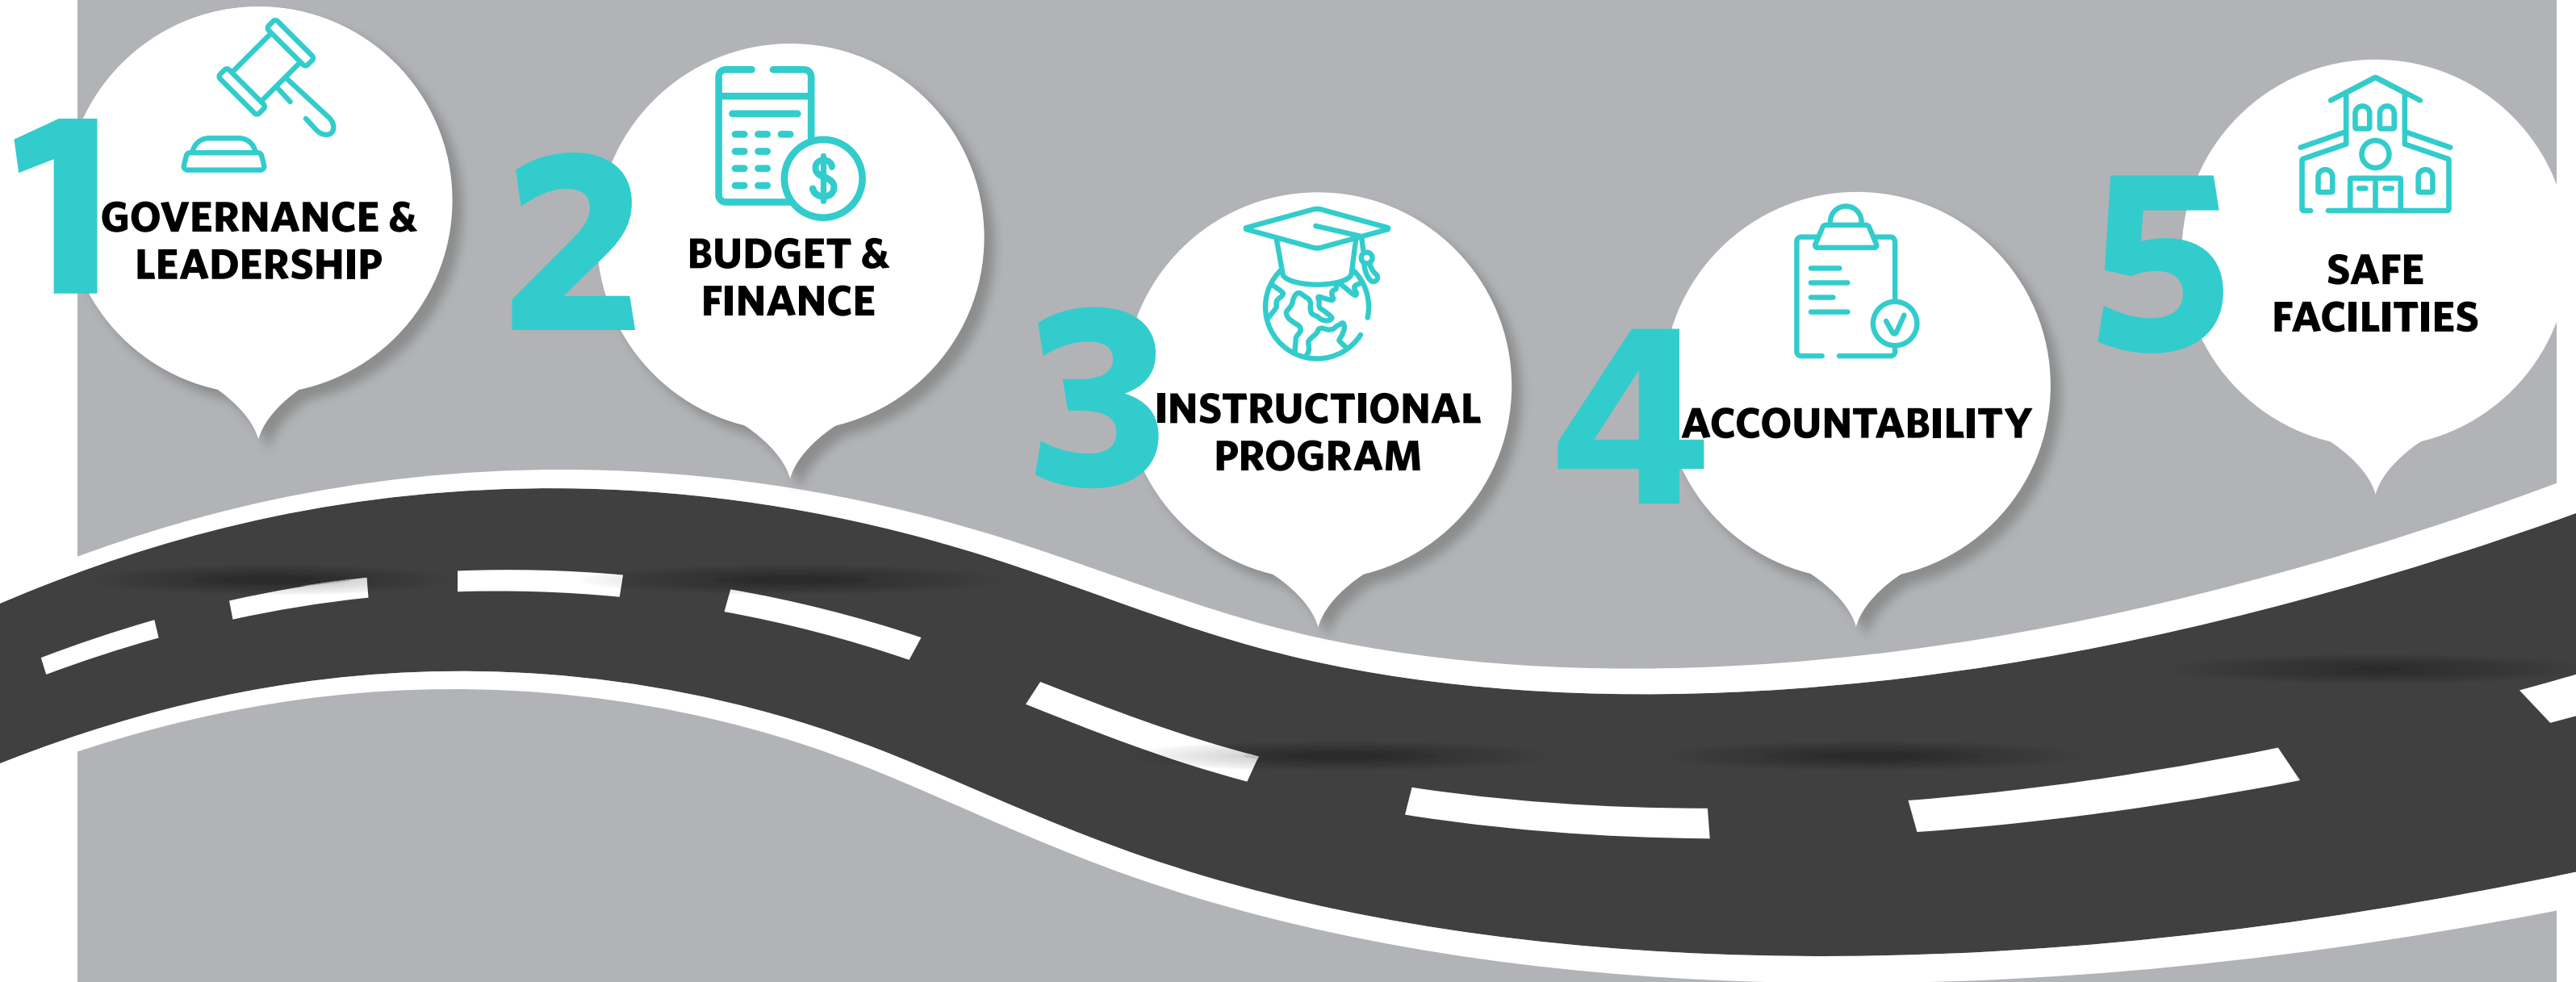 1
GOVERNANCE &
LEADERSHIP
2
$
BUDGET &
FINANCE
3
INSTRUCTIONAL
PROGRAM
4
ACCOUNTABILITY
5
SAFE
FACILITIES